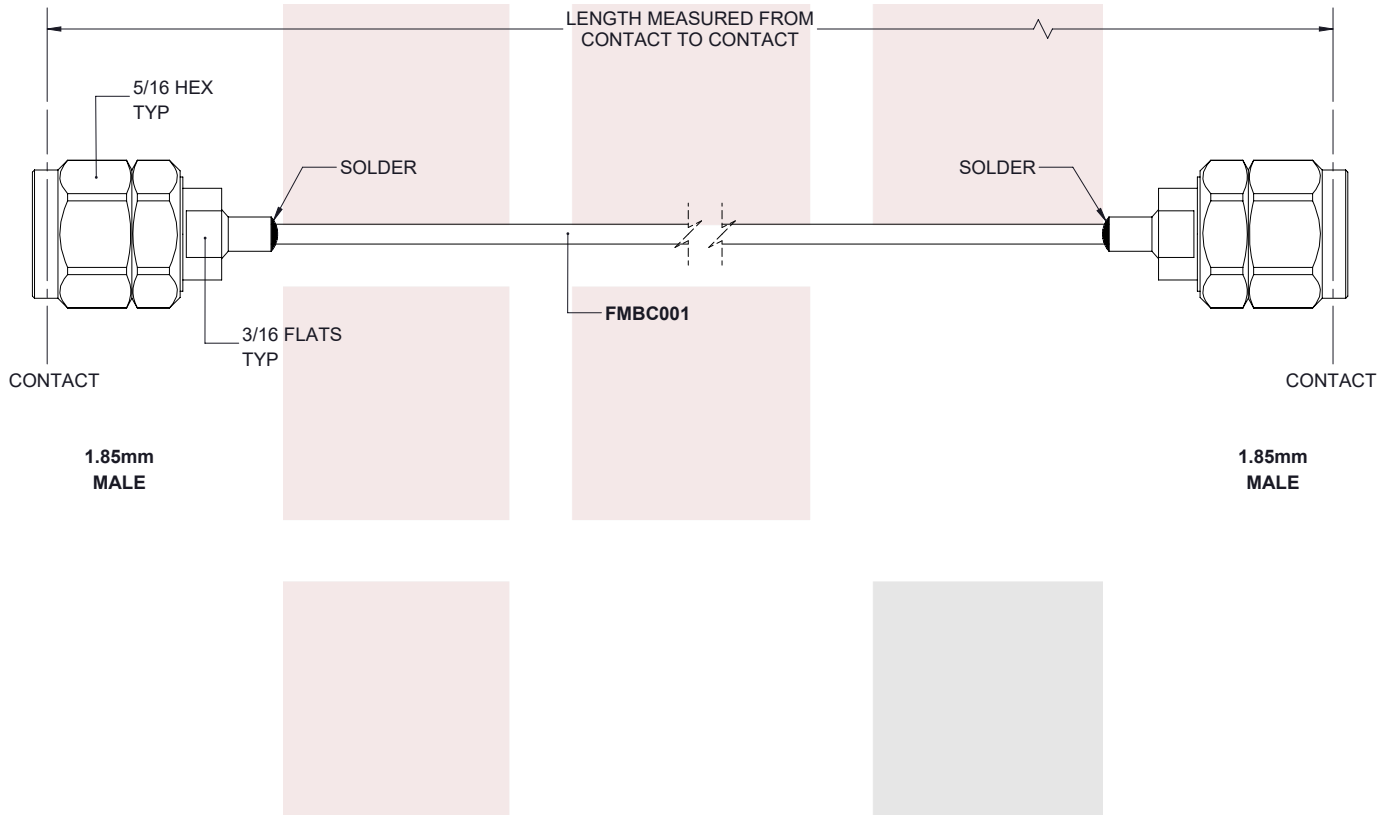 LENGTH MEASURED FROM
CONTACT TO CONTACT
5/16 HEX
TYP
SOLDER
SOLDER
FMBC001
3/16 FLATS
TYP
CONTACT
CONTACT
1.85mm
MALE
1.85mm
MALE